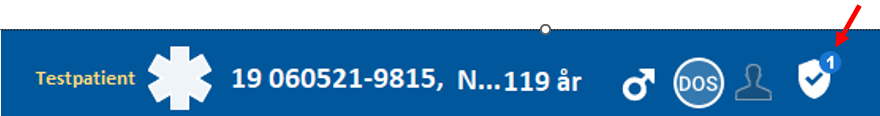 Testpatient 19 060521-9815, N...119 år DOS 1